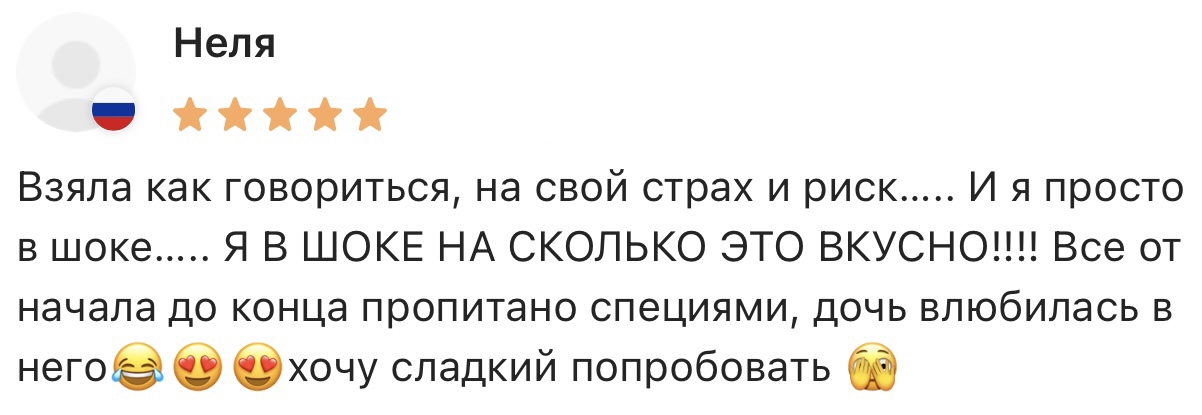 Неля
Взяла как говориться, на свой страх и риск..... И я просто
в шоке..... Я В ШОКЕ НА СКОЛЬКО ЭТО ВКУСНО!!!! Все от
начала до конца пропитано специями, дочь влюбилась в
него😂😍😍хочу сладкий попробовать 🫣